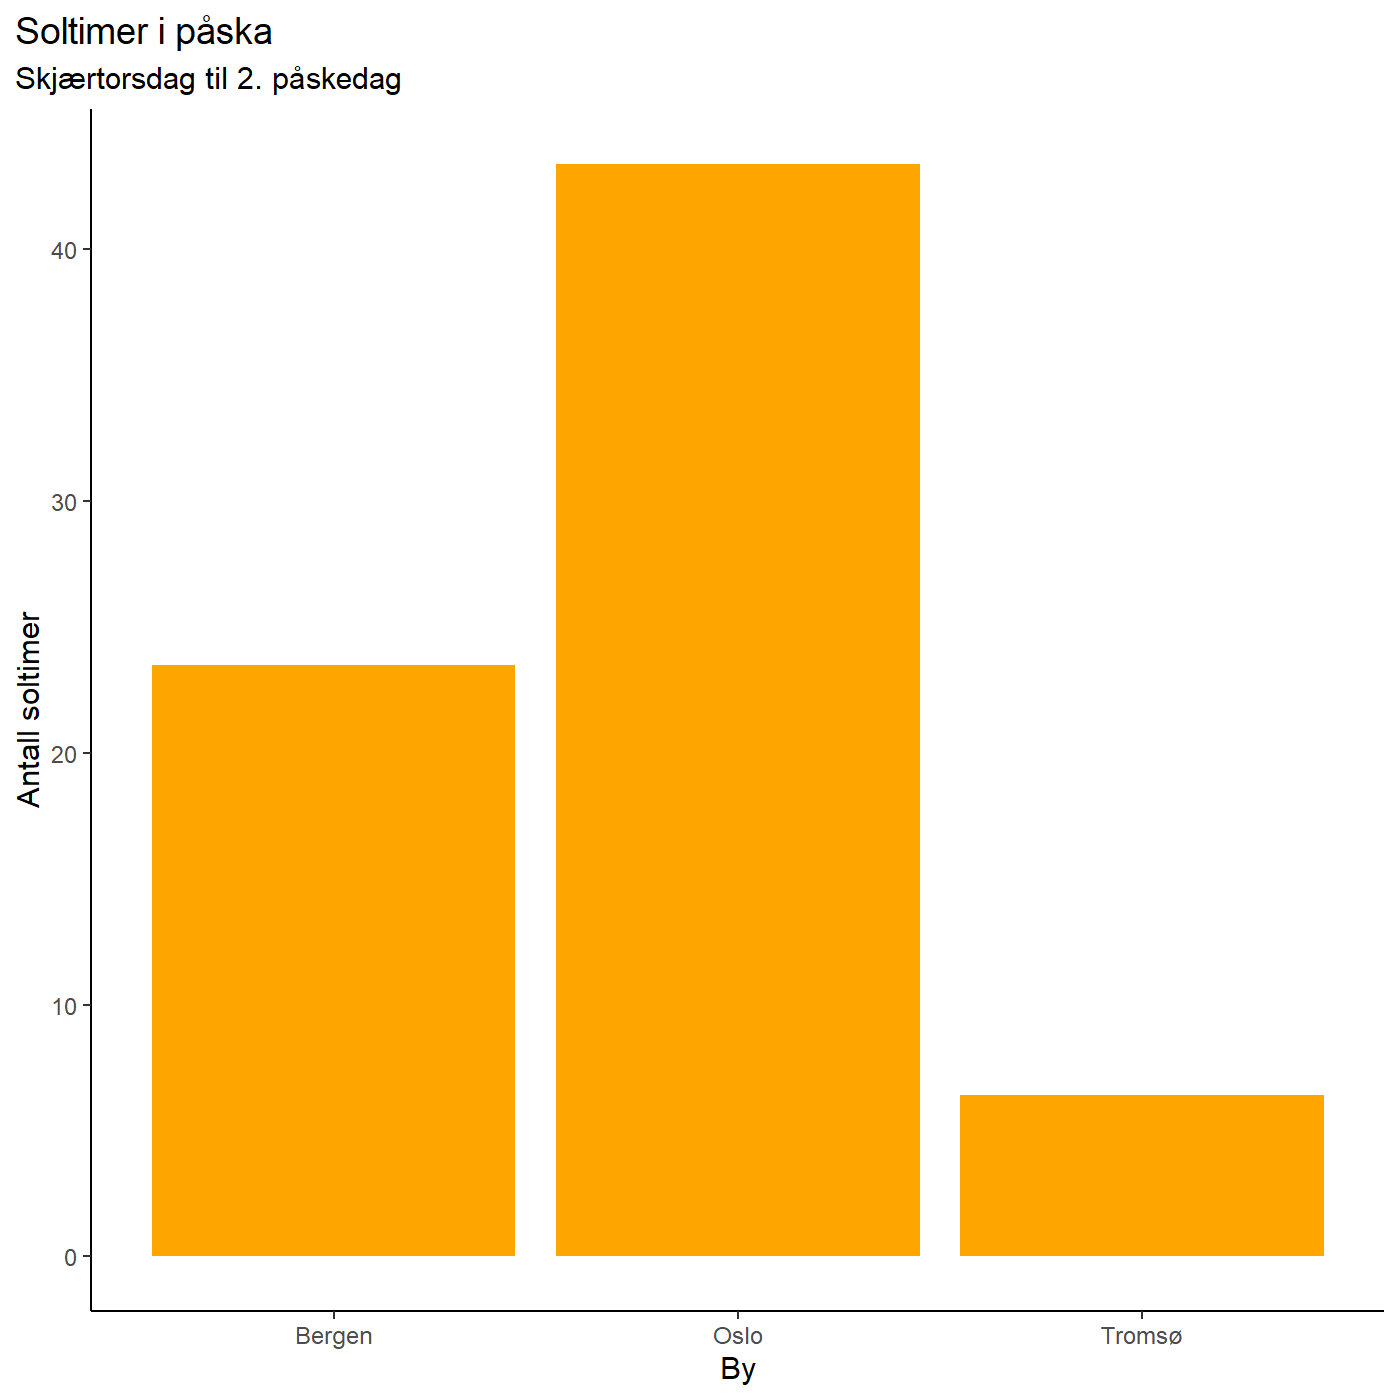 Soltimer i påska
Skjærtorsdag til 2. påskedag
Antall soltimer
40
30
20
10
0
Bergen Oslo Tromsø
By